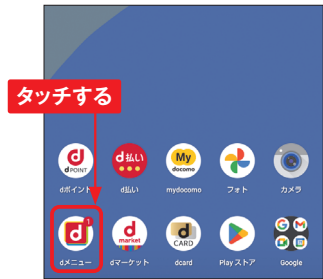 タッチする
d POINT
d払い
My docomo
dポイント
d払い
mydocomo
フォト
カメラ
d 1
d market
d CARD
G M
dメニュー
dマーケット
dcard
Play ストア
Google